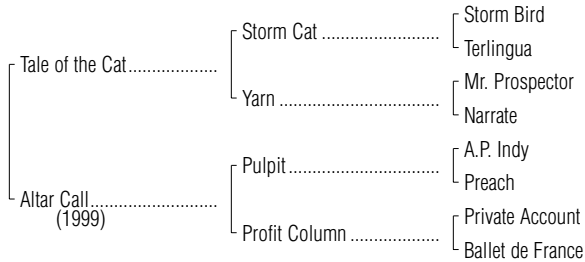 Storm Bird
Storm Cat ........................
Terlingua
Tale of the Cat..................
Mr. Prospector
Yarn ................................
Narrate
A.P. Indy
Pulpit...............................
Preach
Altar Call.........................
(1999)
Private Account
Profit Column ..................
Ballet de France